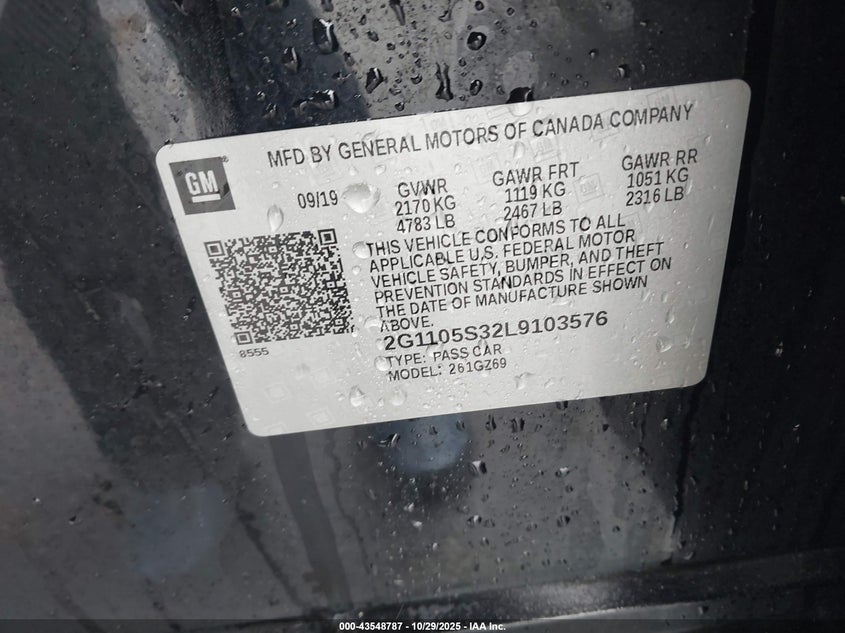 MFD BY GENERAL MOTORS OF CANADA COMPANY
GM
®
09/19
GVWR
2170 KG
4783 LB
GAWR FRT
1119 KG
2467 LB
GAWR RR
1051 KG
2316 LB
THIS VEHICLE CONFORMS TO ALL
APPLICABLE U.S. FEDERAL MOTOR
VEHICLE SAFETY, BUMPER, AND THEFT
PREVENTION STANDARDS IN EFFECT ON
THE DATE OF MANUFACTURE SHOWN
ABOVE.
2G1105S32L9103576
TYPE: PASS CAR
MODEL: 261GZ69
8555
000-43548787 - 10/29/2025 - IAA Inc.